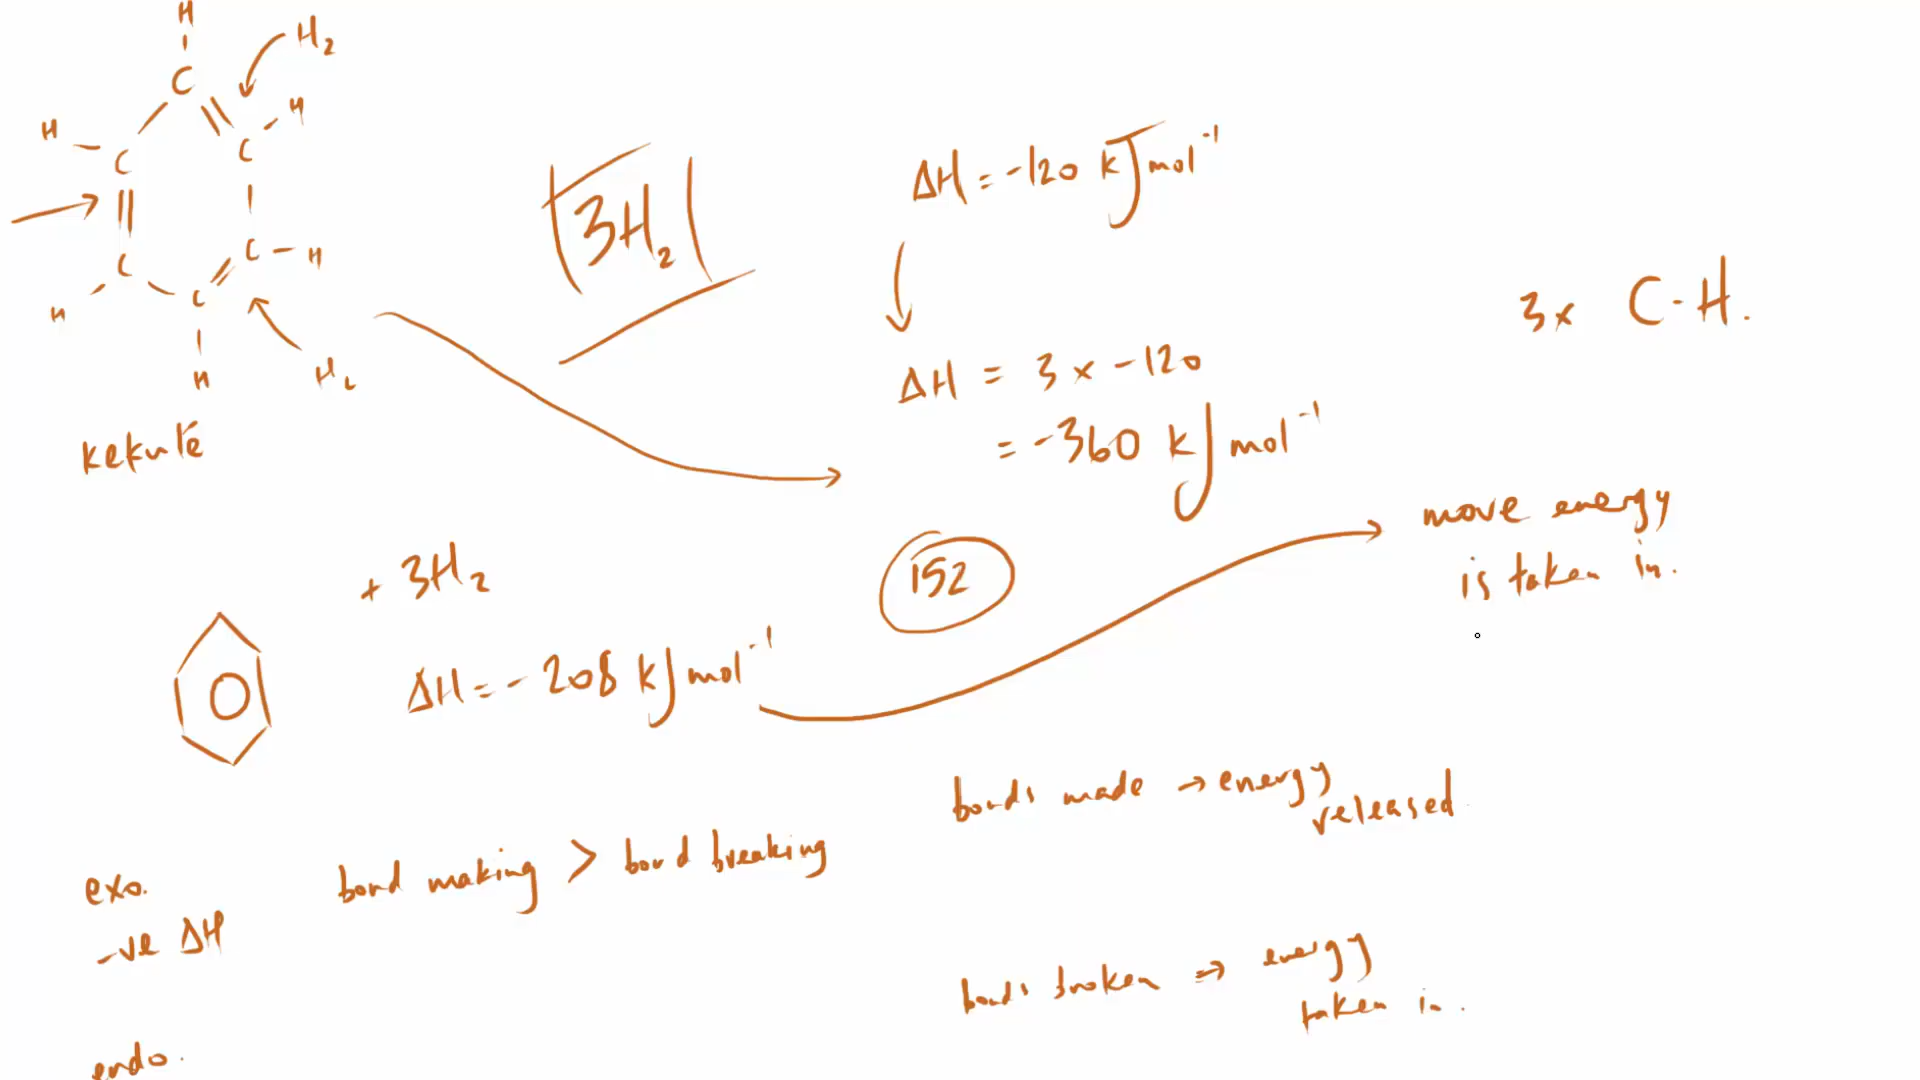 H
C
H₂
H
C
H
C
C
H
C
H
C
H
H₂
Kekulé
3H₂
ΔH = -120 kJ mol⁻¹
ΔH = 3 x -120
= -360 kJ mol⁻¹
3x C-H.
152
more energy
is taken in.
+ 3H₂
ΔH = -208 kJ mol⁻¹
bonds made → energy
released
bond making > bond breaking
exo.
-ve ΔH
bonds broken ⇒ energy
taken in.
endo.